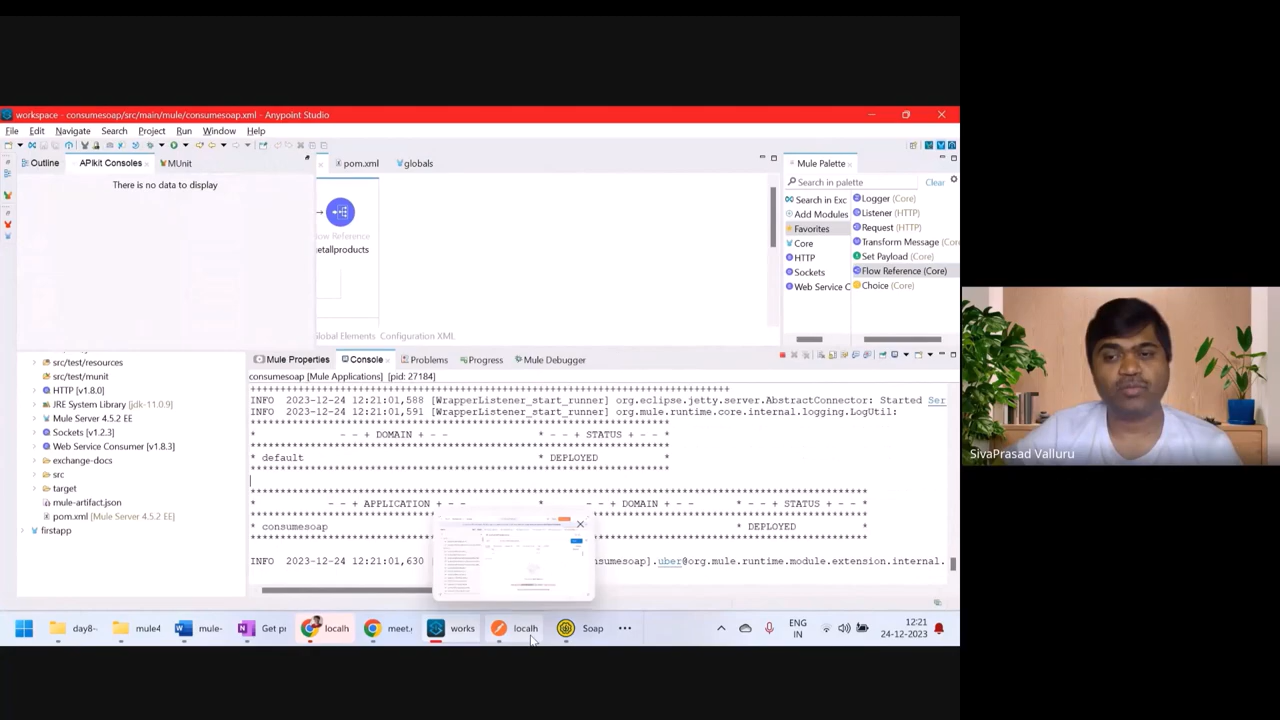 workspace - consumesoap/src/main/mule/consumesoap.xml - Anypoint Studio
File Edit Navigate Search Project Run Window Help
Outline APIkit Consoles MUnit
There is no data to display
pom.xml globals
Flow Reference
etallproducts
Global Elements Configuration XML
Mule Palette
Search in palette Clear
Search in Exc
Add Modules
Favorites
Core
HTTP
Sockets
Web Service C
Logger (Core)
Listener (HTTP)
Request (HTTP)
Transform Message (Core
Set Payload (Core)
Flow Reference (Core)
Choice (Core)
src/test/resources
src/test/munit
HTTP [v1.8.0]
JRE System Library [jdk-11.0.9]
Mule Server 4.5.2 EE
Sockets [v1.2.3]
Web Service Consumer [v1.8.3]
exchange-docs
src
target
mule-artifact.json
pom.xml [Mule Server 4.5.2 EE]
firstapp
Mule Properties Console Problems Progress Mule Debugger
consumesoap [Mule Applications] [pid: 27184]
INFO 2023-12-24 12:21:01,588 [WrapperListener_start_runner] org.eclipse.jetty.server.AbstractConnector: Started Ser
INFO 2023-12-24 12:21:01,591 [WrapperListener_start_runner] org.mule.runtime.core.internal.logging.LogUtil:
* - - + DOMAIN + - - * - - + STATUS + - - *
* default * DEPLOYED *
* - - + APPLICATION + - - * - - + DOMAIN + - - * - - + STATUS + - - *
* consumesoap * DEPLOYED *
INFO 2023-12-24 12:21:01,630 nsumesoap].uber@org.mule.runtime.module.extension.internal.
SivaPrasad Valluru
day8- mule4 mule- Get pr localh meet.g works localh Soap
ENG
IN
12:21
24-12-2023